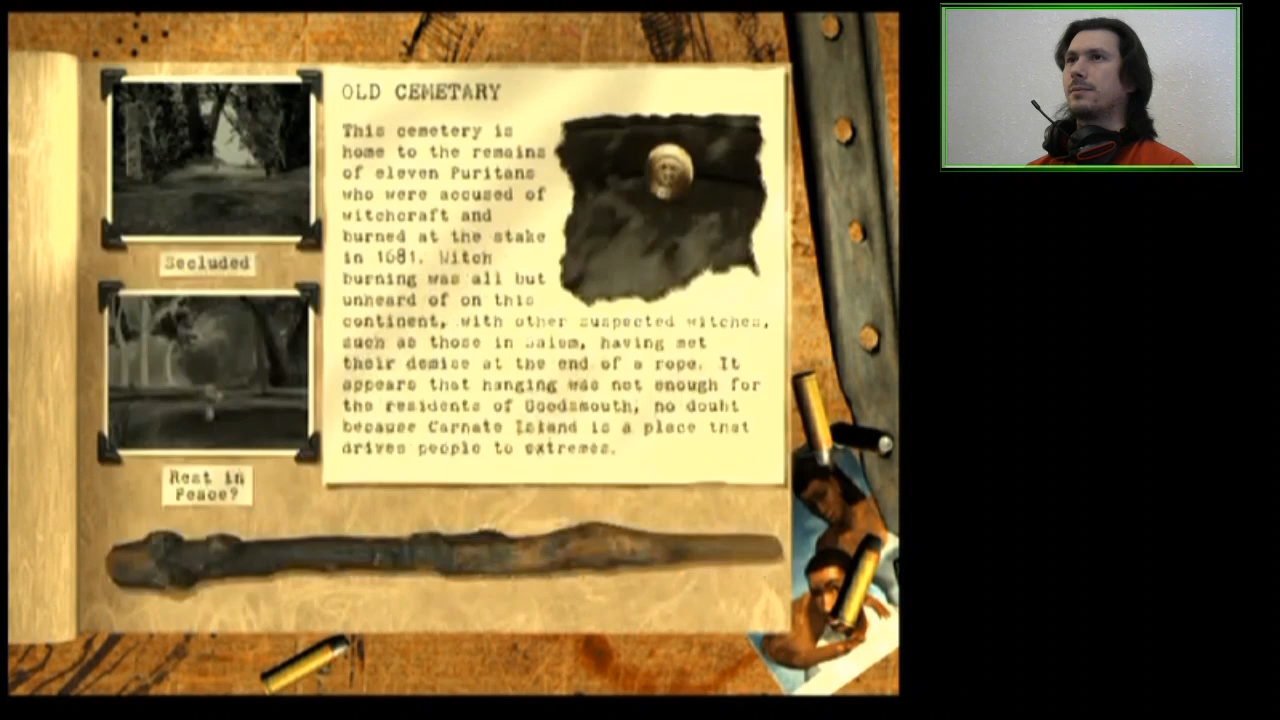 OLD CEMETARY
This cemetery is
home to the remains
of eleven Puritans
who were accused of
witchcraft and
burned at the stake
in 1681. Witch
burning was all but
unheard of on this
continent, with other suspected witches,
such as those in Salem, having met
their demise at the end of a rope. It
appears that hanging was not enough for
the residents of Goodsmouth, no doubt
because Carnate Island is a place that
drives people to extremes.
Secluded
Rest in
Peace?